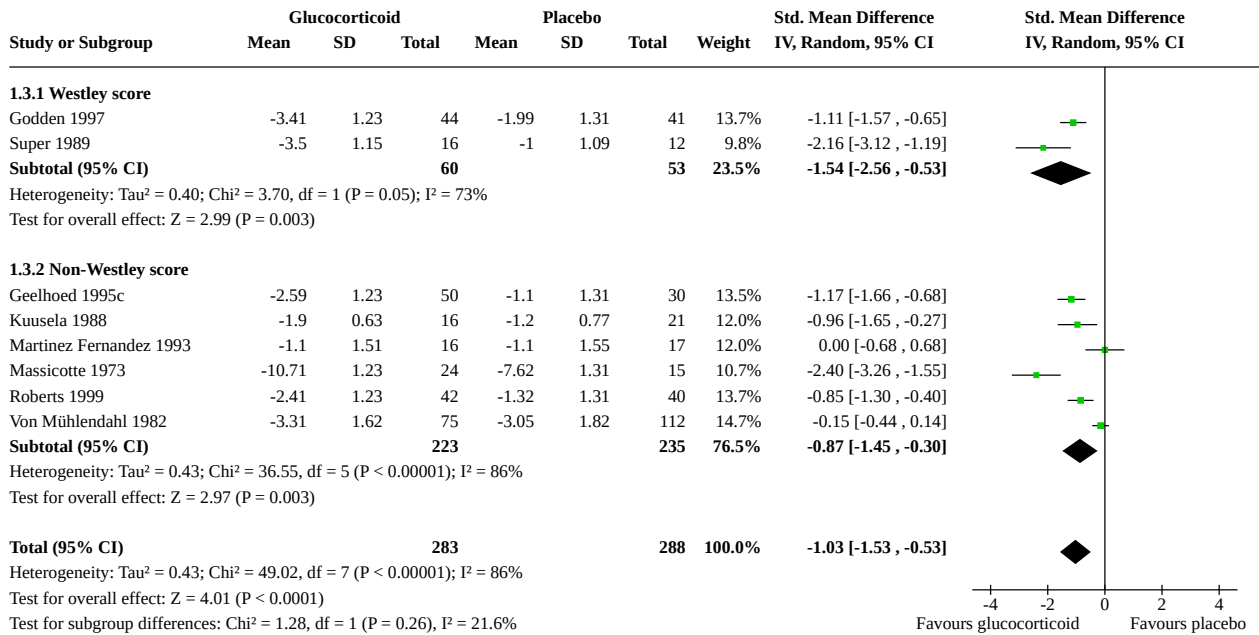 Glucocorticoid Placebo Std. Mean Difference Std. Mean Difference
Study or Subgroup Mean SD Total Mean SD Total Weight IV, Random, 95% CI IV, Random, 95% CI
1.3.1 Westley score
Godden 1997 -3.41 1.23 44 -1.99 1.31 41 13.7% -1.11 [-1.57 , -0.65]
Super 1989 -3.5 1.15 16 -1 1.09 12 9.8% -2.16 [-3.12 , -1.19]
Subtotal (95% CI) 60 53 23.5% -1.54 [-2.56 , -0.53]
Heterogeneity: Tau² = 0.40; Chi² = 3.70, df = 1 (P = 0.05); I² = 73%
Test for overall effect: Z = 2.99 (P = 0.003)
1.3.2 Non-Westley score
Geelhoed 1995c -2.59 1.23 50 -1.1 1.31 30 13.5% -1.17 [-1.66 , -0.68]
Kuusela 1988 -1.9 0.63 16 -1.2 0.77 21 12.0% -0.96 [-1.65 , -0.27]
Martinez Fernandez 1993 -1.1 1.51 16 -1.1 1.55 17 12.0% 0.00 [-0.68 , 0.68]
Massicotte 1973 -10.71 1.23 24 -7.62 1.31 15 10.7% -2.40 [-3.26 , -1.55]
Roberts 1999 -2.41 1.23 42 -1.32 1.31 40 13.7% -0.85 [-1.30 , -0.40]
Von Mühlendahl 1982 -3.31 1.62 75 -3.05 1.82 112 14.7% -0.15 [-0.44 , 0.14]
Subtotal (95% CI) 223 235 76.5% -0.87 [-1.45 , -0.30]
Heterogeneity: Tau² = 0.43; Chi² = 36.55, df = 5 (P < 0.00001); I² = 86%
Test for overall effect: Z = 2.97 (P = 0.003)
Total (95% CI) 283 288 100.0% -1.03 [-1.53 , -0.53]
Heterogeneity: Tau² = 0.43; Chi² = 49.02, df = 7 (P < 0.00001); I² = 86%
Test for overall effect: Z = 4.01 (P < 0.0001)
Test for subgroup differences: Chi² = 1.28, df = 1 (P = 0.26), I² = 21.6%
-4 -2 0 2 4
Favours glucocorticoid Favours placebo